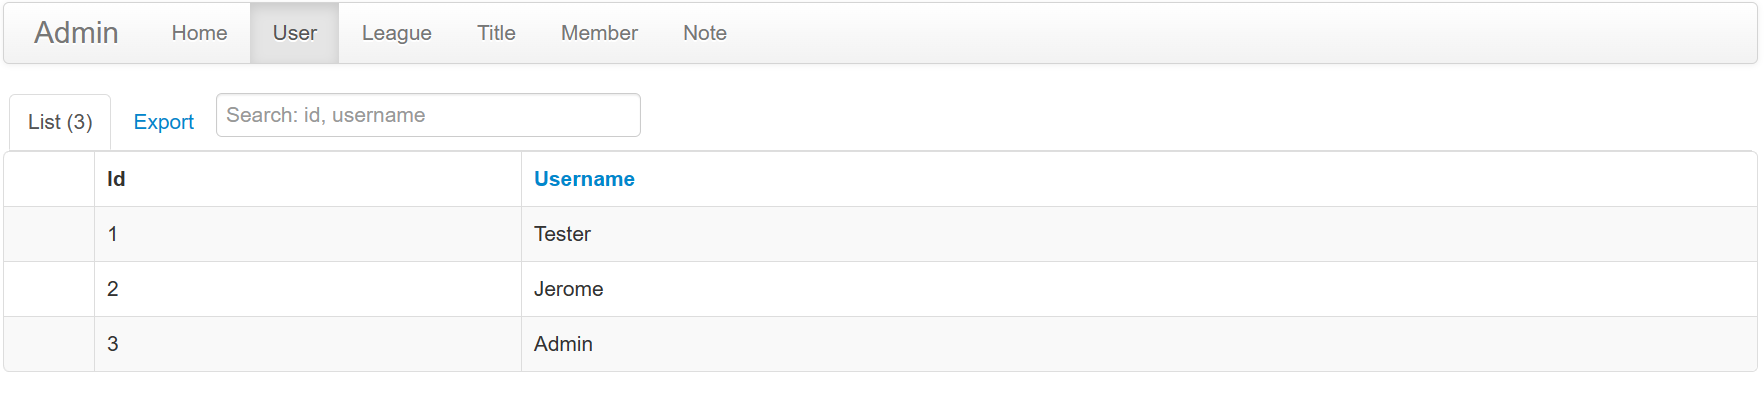 Admin Home User League Title Member Note
List (3) Export Search: id, username
Id Username
1 Tester
2 Jerome
3 Admin